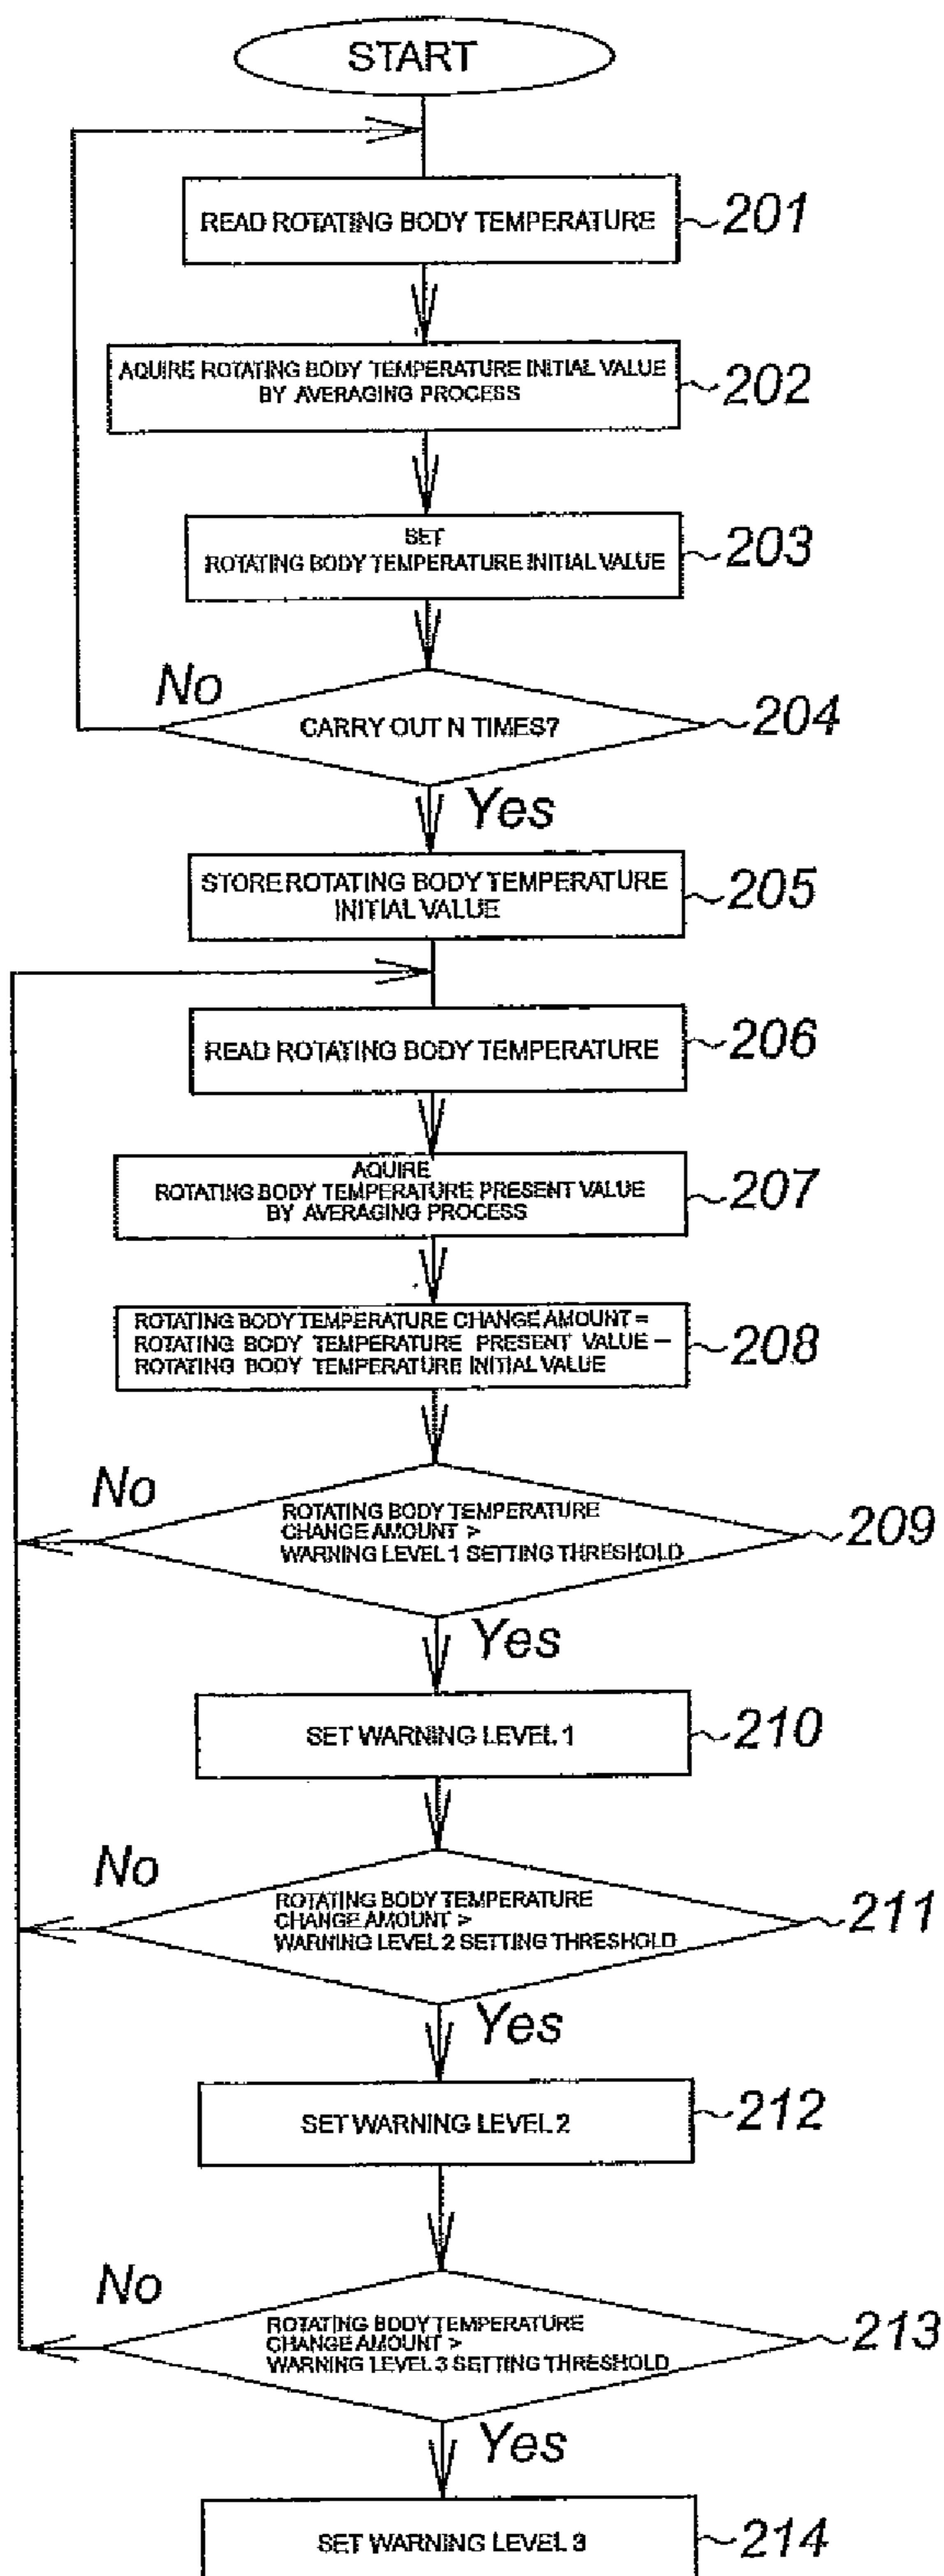 START
READ ROTATING BODY TEMPERATURE
201
AQUIRE ROTATING BODY TEMPERATURE INITIAL VALUE
BY AVERAGING PROCESS
202
SET
ROTATING BODY TEMPERATURE INITIAL VALUE
203
No
CARRY OUT N TIMES?
204
Yes
STORE ROTATING BODY TEMPERATURE
INITIAL VALUE
205
READ ROTATING BODY TEMPERATURE
206
AQUIRE
ROTATING BODY TEMPERATURE PRESENT VALUE
BY AVERAGING PROCESS
207
ROTATING BODY TEMPERATURE CHANGE AMOUNT =
ROTATING BODY TEMPERATURE PRESENT VALUE −
ROTATING BODY TEMPERATURE INITIAL VALUE
208
No
ROTATING BODY TEMPERATURE
CHANGE AMOUNT >
WARNING LEVEL 1 SETTING THRESHOLD
209
Yes
SET WARNING LEVEL 1
210
No
ROTATING BODY TEMPERATURE
CHANGE AMOUNT >
WARNING LEVEL 2 SETTING THRESHOLD
211
Yes
SET WARNING LEVEL 2
212
No
ROTATING BODY TEMPERATURE
CHANGE AMOUNT >
WARNING LEVEL 3 SETTING THRESHOLD
213
Yes
SET WARNING LEVEL 3
214